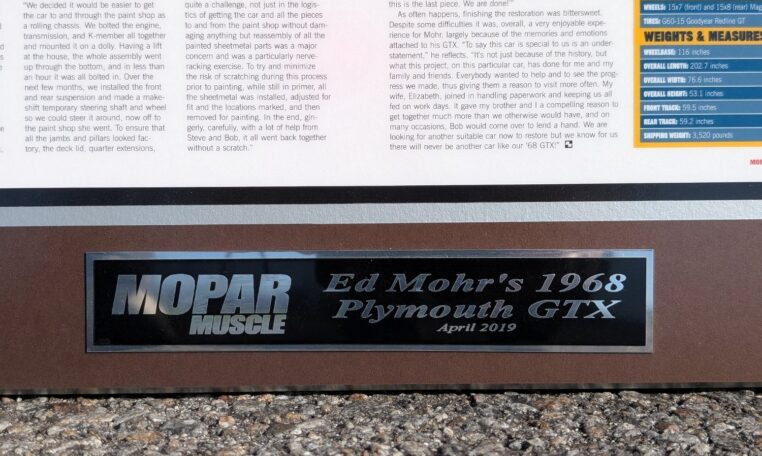 "We decided it would be easier to get
the car to and through the paint shop as
a rolling chassis. We bolted the engine,
transmission, and K-member all together
and mounted it on a dolly. Having a lift
at the house, the whole assembly went
up through the bottom, and in less than
an hour it was all bolted in. Over the
next few months, we installed the front
and rear suspension and made a make-
shift temporary steering shaft and wheel
so we could steer it around, now off to
the paint shop she went. To ensure that
all the jambs and pillars looked fac-
tory, the deck lid, quarter extensions,
quite a challenge, not just in the logis-
tics of getting the car and all the pieces
to and from the paint shop without dam-
aging anything but reassembly of all the
painted sheetmetal parts was a major
concern and was a particularly nerve-
racking exercise. To try and minimize
the risk of scratching during this process
prior to painting, while still in primer, all
the sheetmetal was installed, adjusted for
fit and the locations marked, and then
removed for painting. In the end, gin-
gerly, carefully, with a lot of help from
Steve and Bob, it all went back together
without a scratch."
this is the last piece. We are done!"
As often happens, finishing the restoration was bittersweet.
Despite some difficulties it was, overall, a very enjoyable expe-
rience for Mohr, largely because of the memories and emotions
attached to his GTX. "To say this car is special to us is an under-
statement," he reflects. "It's not just because of the history, but
what this project, on this particular car, has done for me and my
family and friends. Everybody wanted to help and to see the prog-
ress we made, thus giving them a reason to visit more often. My
wife, Elizabeth, joined in handling paperwork and keeping us all
fed on work days. It gave my brother and I a compelling reason to
get together much more than we otherwise would have, and on
many occasions, Bob would come over to lend a hand. We are
looking for another suitable car now to restore but we know for us
there will never be another car like our '68 GTX!"
WHEELS: 15x7 (front) and 15x8 (rear) Mag
TIRES: G60-15 Goodyear Redline GT
WEIGHTS & MEASURES
WHEELBASE: 116 inches
OVERALL LENGTH: 202.7 inches
OVERALL WIDTH: 76.6 inches
OVERALL HEIGHT: 53.1 inches
FRONT TRACK: 59.5 inches
REAR TRACK: 59.2 inches
SHIPPING WEIGHT: 3,520 pounds
MOPAR
MUSCLE
Ed Mohr's 1968
Plymouth GTX
April 2019